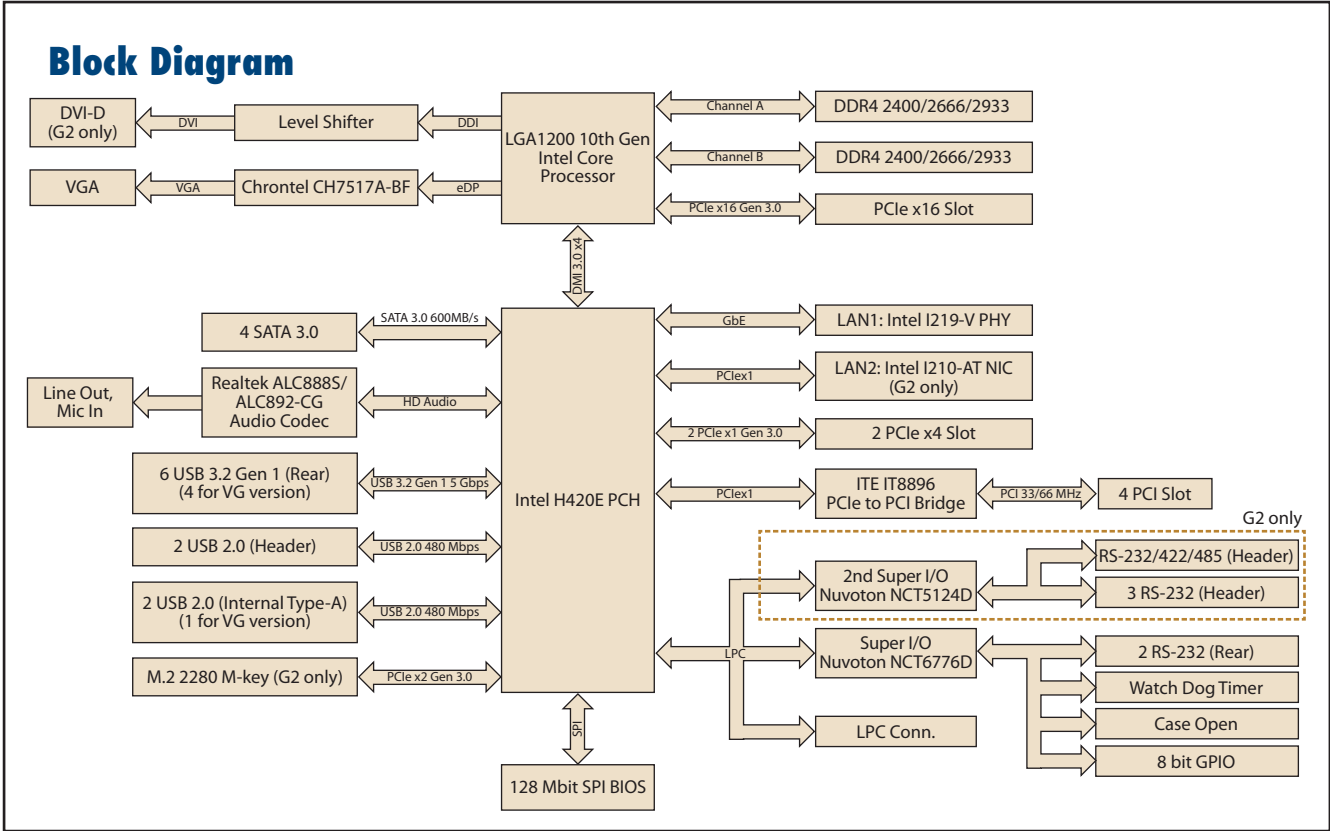 Block Diagram
DVI-D
(G2 only)
DVI
Level Shifter
DDI
VGA
VGA
Chrontel CH7517A-BF
eDP
LGA1200 10th Gen
Intel Core
Processor
Channel A
DDR4 2400/2666/2933
Channel B
DDR4 2400/2666/2933
PCIe x16 Gen 3.0
PCIe x16 Slot
DMI 3.0 x4
4 SATA 3.0
SATA 3.0 600MB/s
Line Out,
Mic In
Realtek ALC888S/
ALC892-CG
Audio Codec
HD Audio
6 USB 3.2 Gen 1 (Rear)
(4 for VG version)
USB 3.2 Gen 1 5 Gbps
2 USB 2.0 (Header)
USB 2.0 480 Mbps
2 USB 2.0 (Internal Type-A)
(1 for VG version)
USB 2.0 480 Mbps
M.2 2280 M-key (G2 only)
PCIe x2 Gen 3.0
Intel H420E PCH
GbE
LAN1: Intel I219-V PHY
PCIex1
LAN2: Intel I210-AT NIC
(G2 only)
2 PCIe x1 Gen 3.0
2 PCIe x4 Slot
PCIex1
ITE IT8896
PCIe to PCI Bridge
PCI 33/66 MHz
4 PCI Slot
G2 only
2nd Super I/O
Nuvoton NCT5124D
RS-232/422/485 (Header)
3 RS-232 (Header)
LPC
Super I/O
Nuvoton NCT6776D
2 RS-232 (Rear)
Watch Dog Timer
Case Open
8 bit GPIO
LPC Conn.
SPI
128 Mbit SPI BIOS